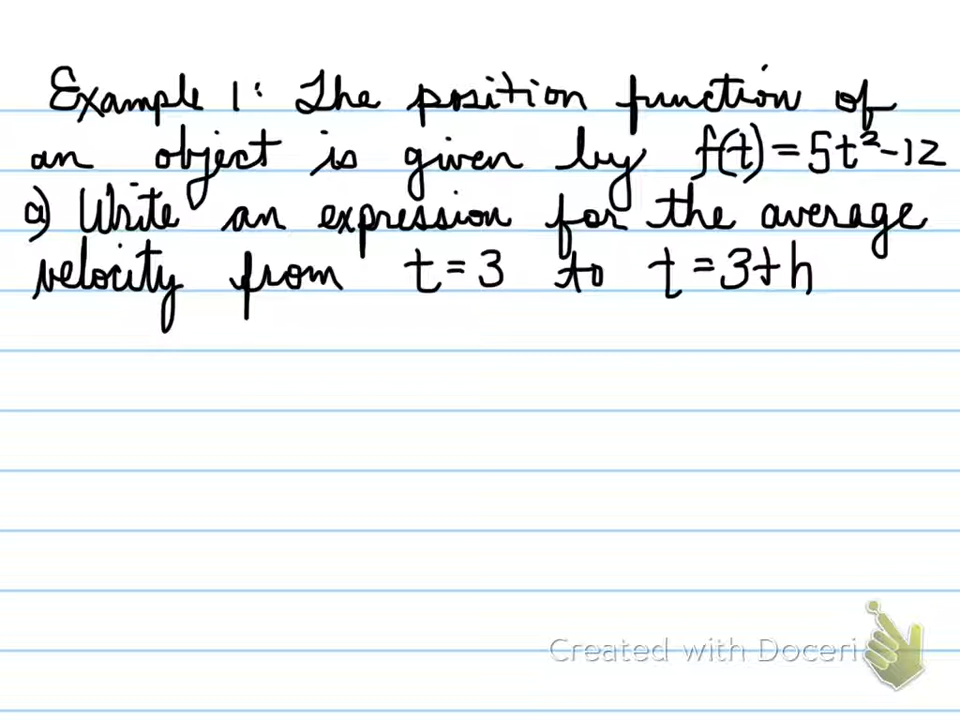 Example 1: The position function of
an object is given by f(t) = 5t² - 12
a) Write an expression for the average
velocity from t = 3 to t = 3 + h
Created with Doceri